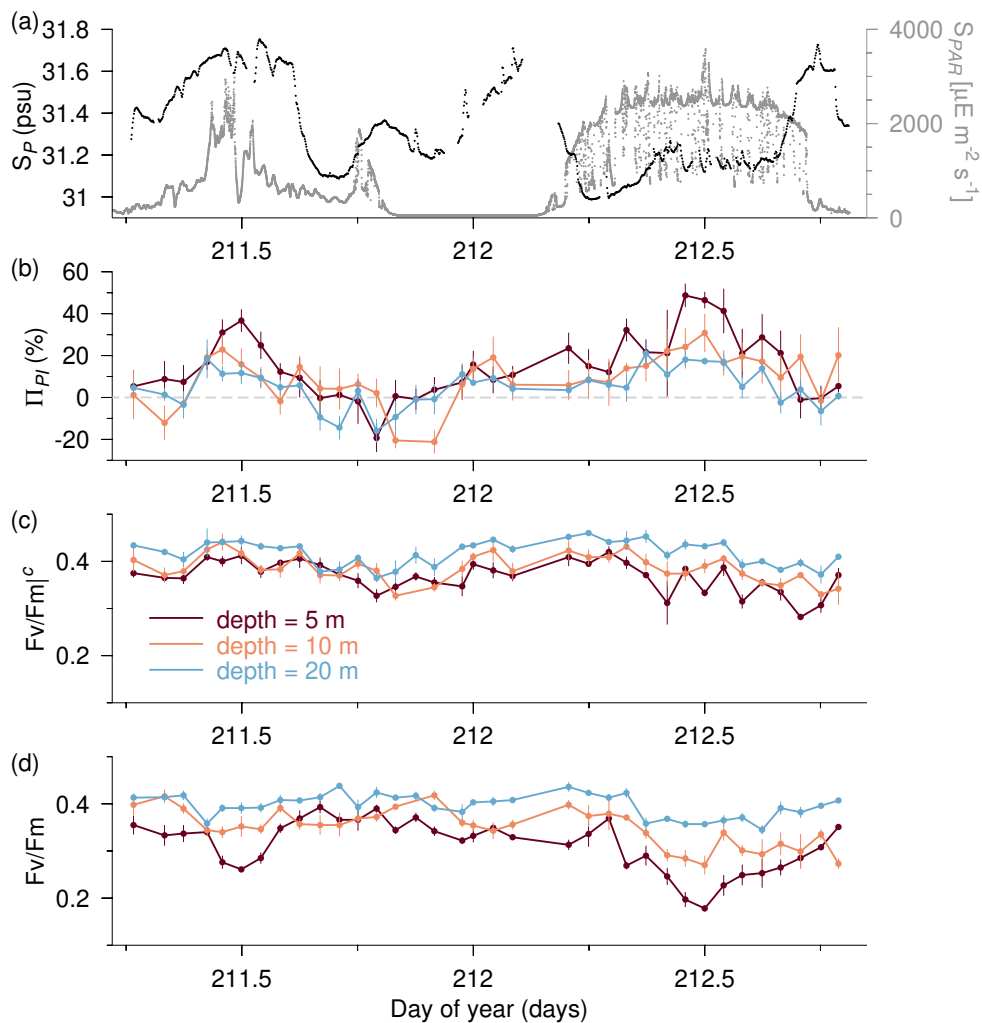 (a)
31.8
31.6
31.4
31.2
31
S_P (psu)
4000
2000
0
S_PAR [μE m⁻² s⁻¹]
211.5 212 212.5
(b)
60
40
20
0
-20
Π_PI (%)
211.5 212 212.5
(c)
0.4
0.2
Fv/Fm|ᶜ
depth = 5 m
depth = 10 m
depth = 20 m
211.5 212 212.5
(d)
0.4
0.2
Fv/Fm
211.5 212 212.5
Day of year (days)